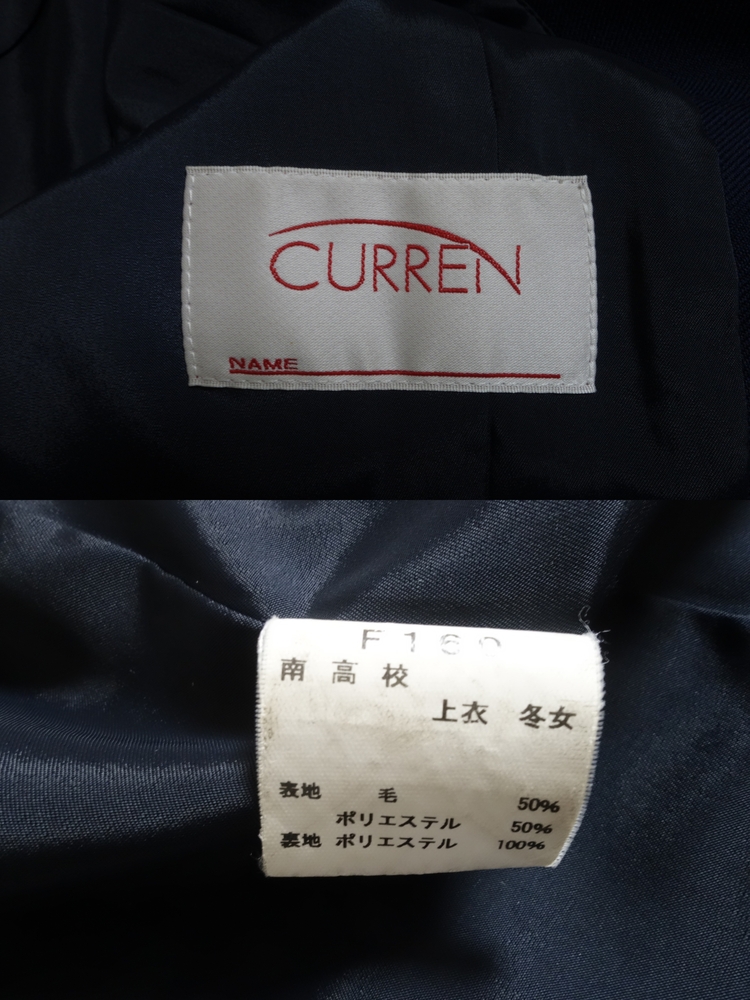 CURREN
NAME
F160
南高校
上衣 冬女
表地 毛 50%
ポリエステル 50%
裏地 ポリエステル 100%